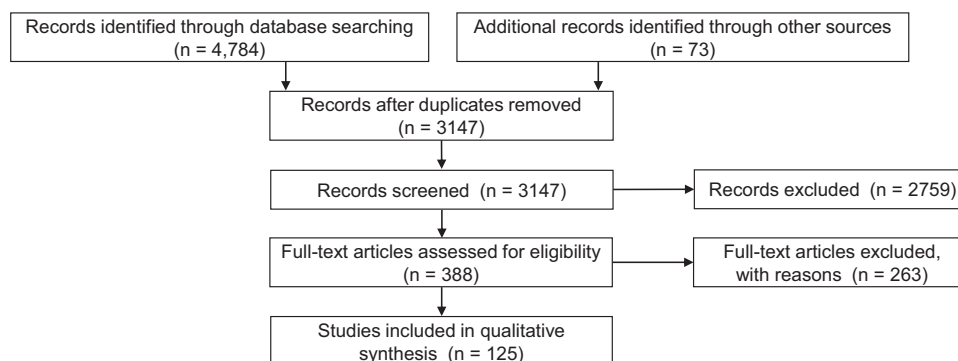 Records identified through database searching
(n = 4,784)
Additional records identified through other sources
(n = 73)
Records after duplicates removed
(n = 3147)
Records screened (n = 3147)
Records excluded (n = 2759)
Full-text articles assessed for eligibility
(n = 388)
Full-text articles excluded,
with reasons (n = 263)
Studies included in qualitative
synthesis (n = 125)